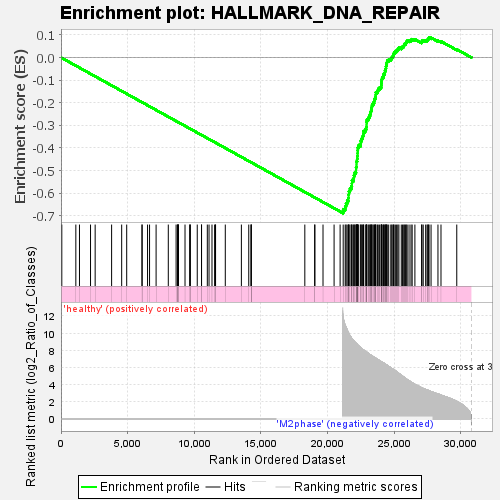 Enrichment plot: HALLMARK_DNA_REPAIR
Enrichment score (ES)
0.1
0.0
-0.1
-0.2
-0.3
-0.4
-0.5
-0.6
-0.7
'healthy' (positively correlated)
Ranked list metric (log2_Ratio_of_Classes)
12
10
8
6
4
2
0
Zero cross at 3
'M2phase' (negatively correlated)
0
5,000
10,000
15,000
20,000
25,000
30,000
Rank in Ordered Dataset
Enrichment profile
Hits
Ranking metric scores